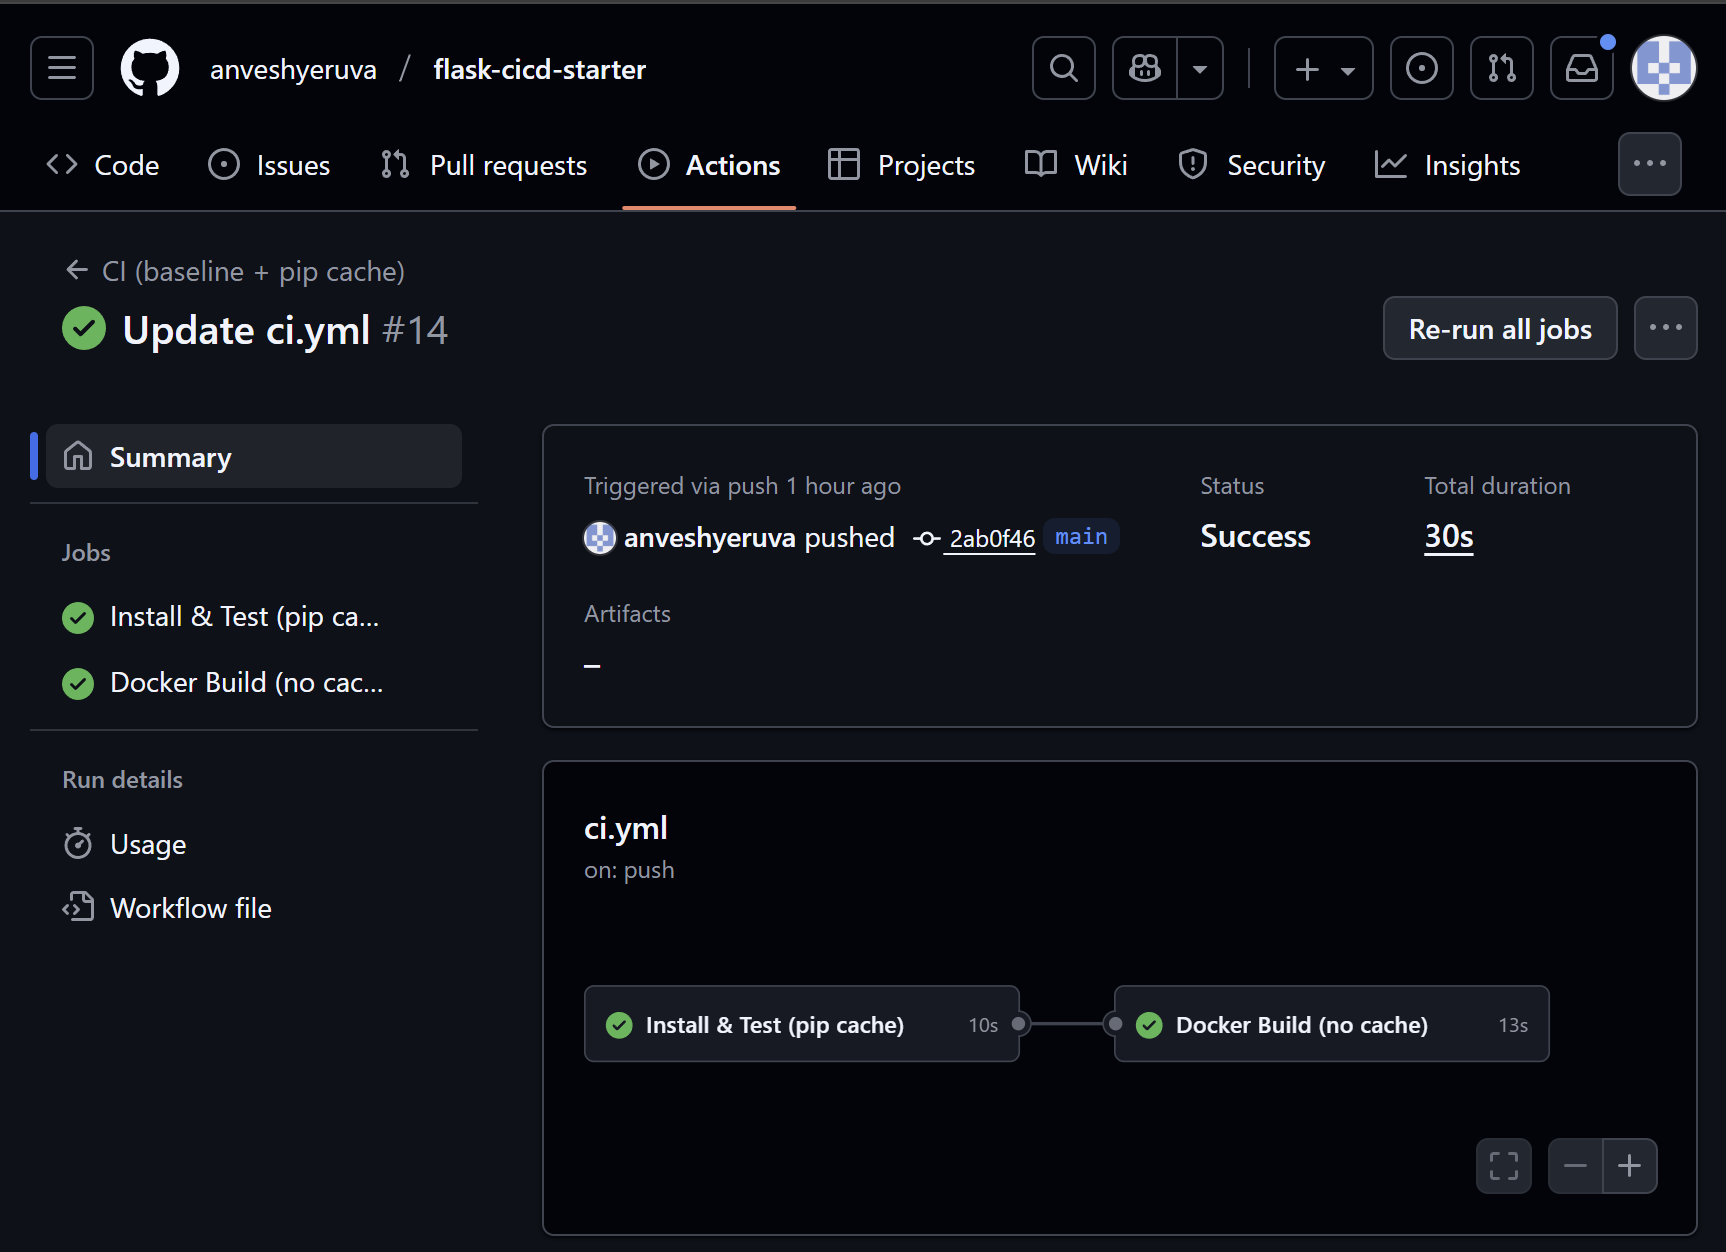 anveshyeruva / flask-cicd-starter
Code Issues Pull requests Actions Projects Wiki Security Insights
CI (baseline + pip cache)
Update ci.yml #14
Re-run all jobs
Summary
Jobs
Install & Test (pip ca...
Docker Build (no cac...
Run details
Usage
Workflow file
Triggered via push 1 hour ago
anveshyeruva pushed 2ab0f46 main
Status
Success
Total duration
30s
Artifacts
–
ci.yml
on: push
Install & Test (pip cache) 10s
Docker Build (no cache) 13s